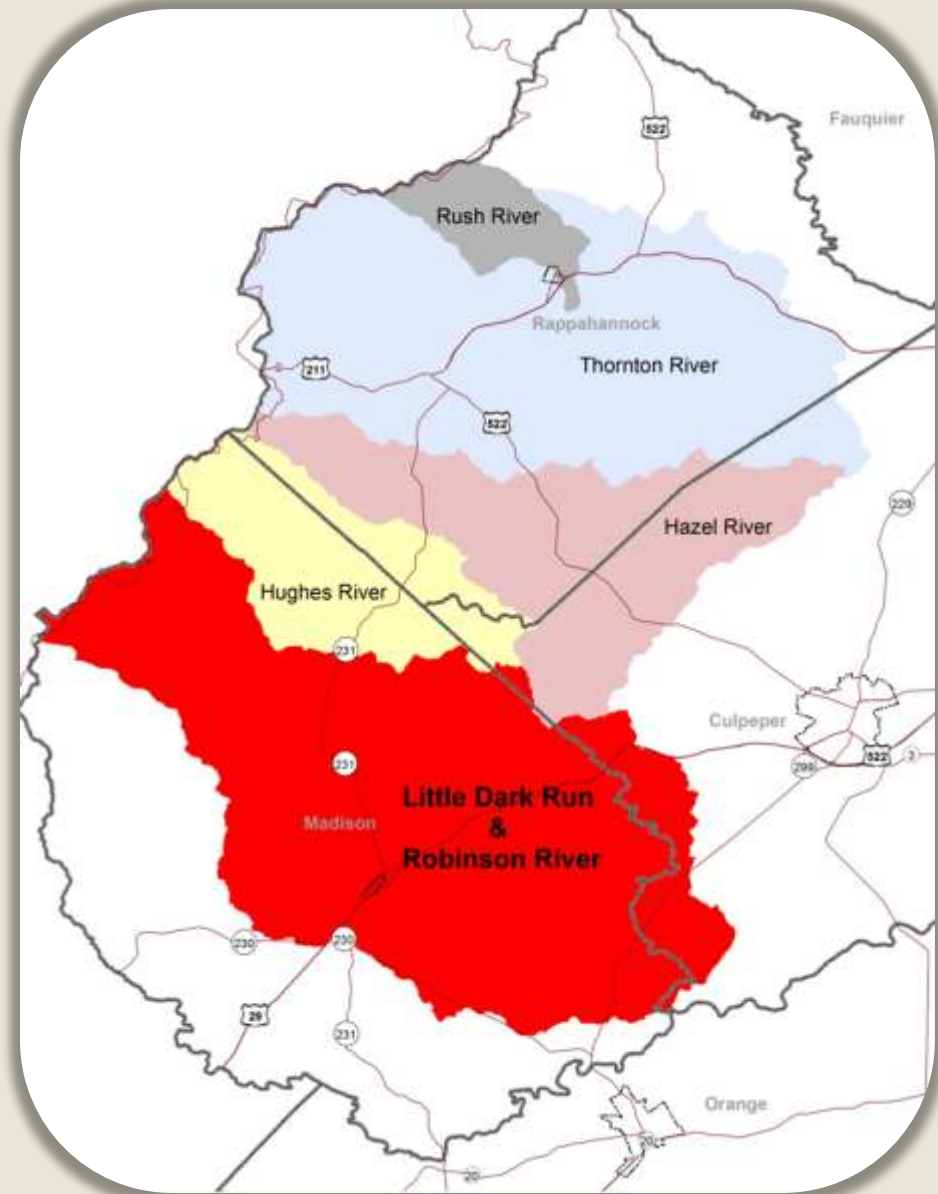 Fauquier
522
Rush River
Rappahannock
Thornton River
211
522
229
Hazel River
Hughes River
231
Culpeper
522
3
299
231
Little Dark Run
&
Robinson River
Madison
230
230
29
231
Orange
20
20